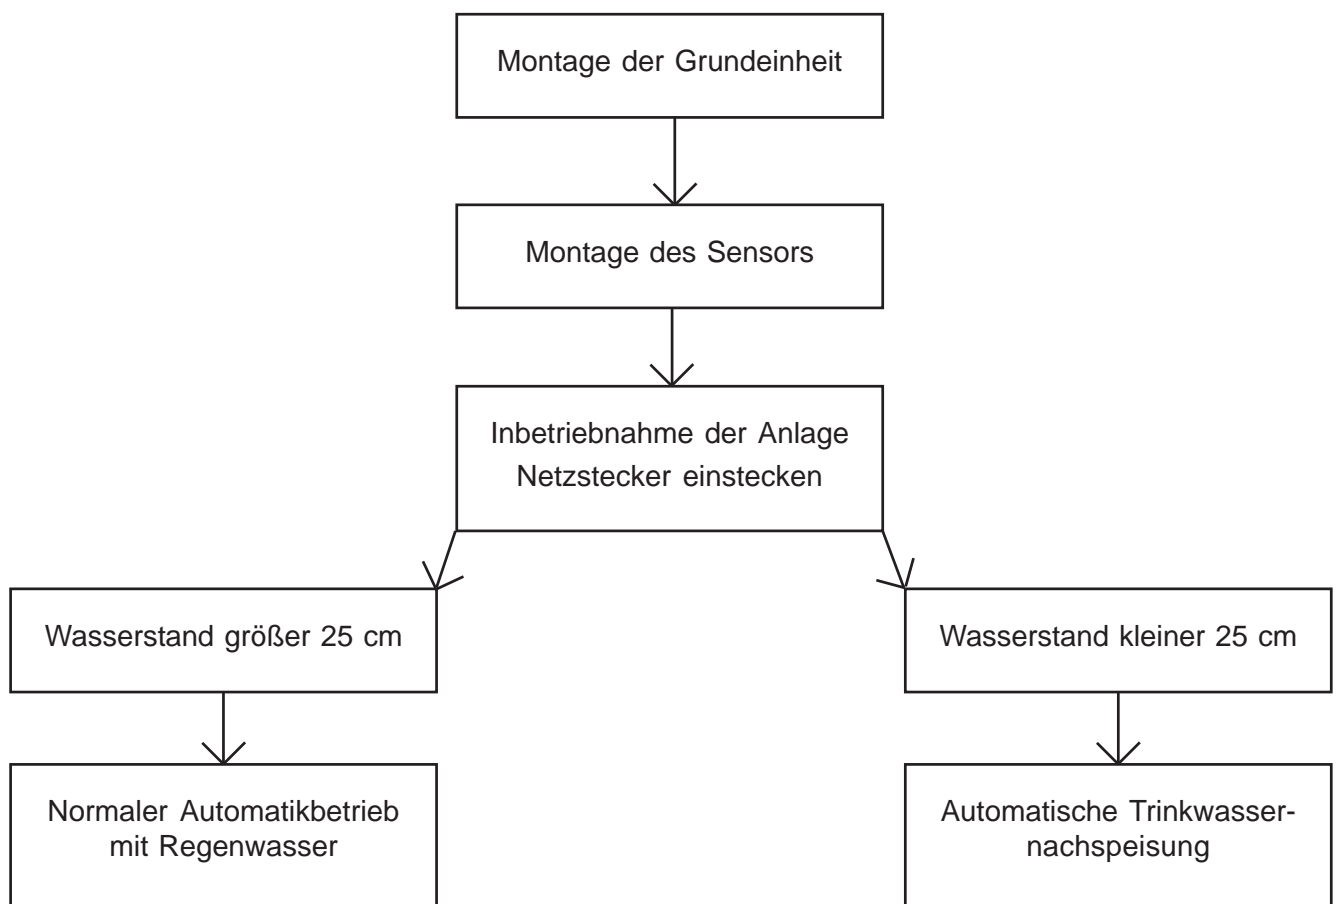 Montage der Grundeinheit
Montage des Sensors
Inbetriebnahme der Anlage
Netzstecker einstecken
Wasserstand größer 25 cm
Wasserstand kleiner 25 cm
Normaler Automatikbetrieb
mit Regenwasser
Automatische Trinkwasser-
nachspeisung